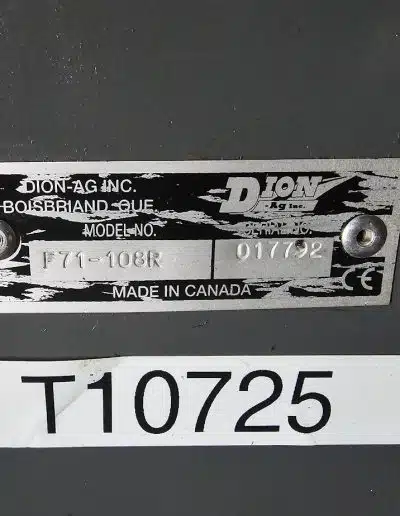 DION-AG INC.
BOISBRIAND QUE.
DION
Ag Inc.
MODEL NO.
SERIAL NO.
F71-108R
017792
MADE IN CANADA
CE
T10725